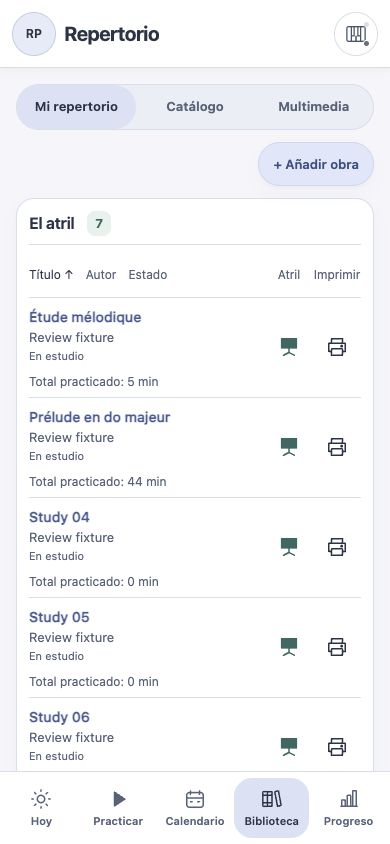 RP Repertorio
Mi repertorio Catálogo Multimedia
+ Añadir obra
El atril 7
Título ↑ Autor Estado Atril Imprimir
Étude mélodique
Review fixture
En estudio
Total practicado: 5 min
Prélude en do majeur
Review fixture
En estudio
Total practicado: 44 min
Study 04
Review fixture
En estudio
Total practicado: 0 min
Study 05
Review fixture
En estudio
Total practicado: 0 min
Study 06
Review fixture
En estudio
Hoy Practicar Calendario Biblioteca Progreso